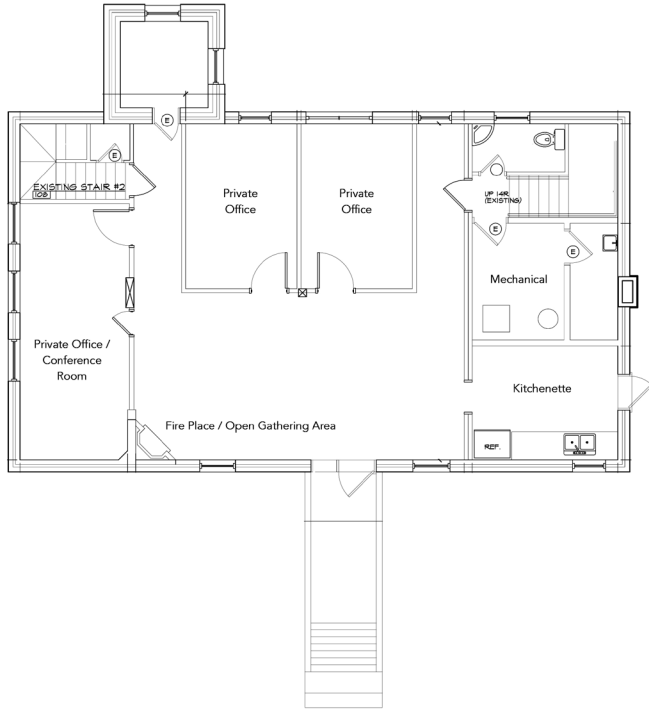 E
E
EXISTING STAIR #2
108
Private
Office
Private
Office
UP 14R
(EXISTING)
E
E
Mechanical
Private Office /
Conference
Room
Kitchenette
Fire Place / Open Gathering Area
REF.